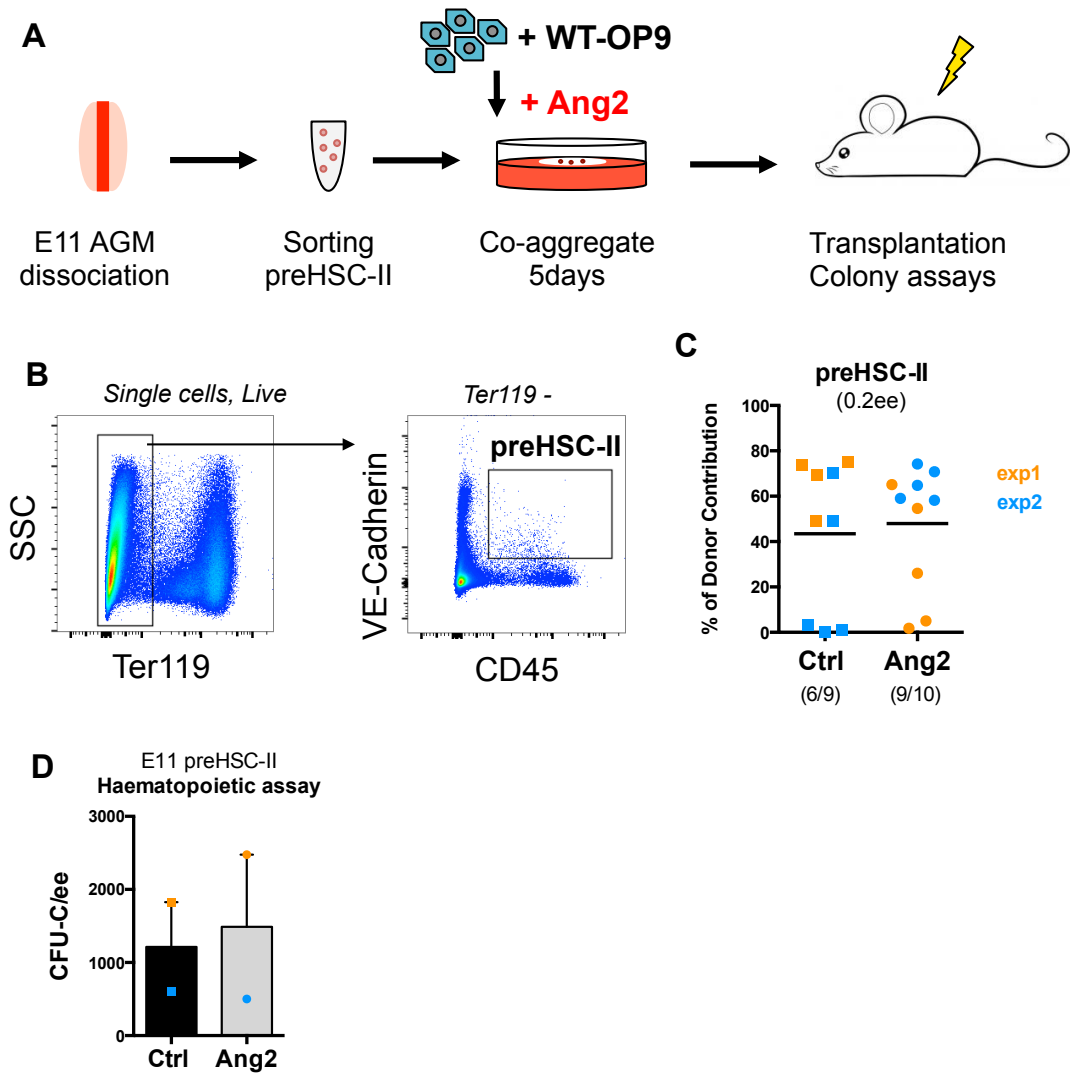 A
+ WT-OP9
+ Ang2
E11 AGM
dissociation
Sorting
preHSC-II
Co-aggregate
5days
Transplantation
Colony assays
B
Single cells, Live
SSC
Ter119
Ter119 -
preHSC-II
VE-Cadherin
CD45
C
preHSC-II
(0.2ee)
% of Donor Contribution
100
80
60
40
20
0
Ctrl
Ang2
(6/9)
(9/10)
exp1
exp2
D
E11 preHSC-II
Haematopoietic assay
CFU-C/ee
3000
2000
1000
0
Ctrl
Ang2